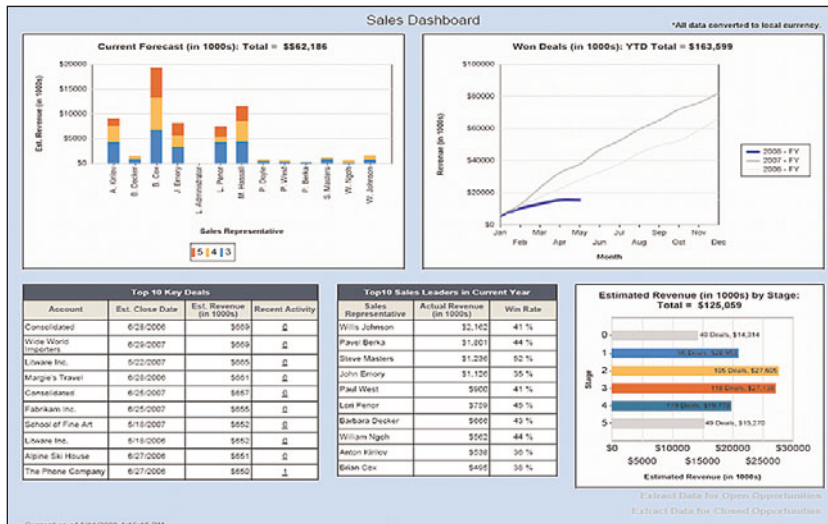 Sales Dashboard
*All data converted to local currency.
Current Forecast (in 1000s): Total = $$62,186
$20000
$15000
$10000
$5000
$0
Est. Revenue (in 1000s)
A. Kirilov
B. Decker
B. Cox
J. Emory
L. Administrator
L. Penor
M. Hassall
P. Doyle
P. West
P. Berka
S. Masters
W. Ngoh
W. Johnson
Sales Representative
5 4 3
Won Deals (in 1000s): YTD Total = $163,599
$100000
$80000
$60000
$40000
$20000
$0
Revenue (in 1000s)
Jan Mar May Jul Sep Nov
Feb Apr Jun Aug Oct Dec
Month
2007 - FY
Top 10 Key Deals
Account Est. Close Date Est. Revenue (in 1000s) Recent Activity
Consolidated 6/28/2006 $669 0
Wide World Importers 6/29/2007 $669 0
Litware Inc. 5/22/2007 $665 0
Margie's Travel 6/28/2006 $661 0
Consolidated 6/25/2007 $657 0
Fabrikam Inc. 6/25/2007 $655 0
School of Fine Art 5/18/2007 $652 0
Litware Inc. 5/18/2006 $652 0
Alpine Ski House 6/27/2006 $651 0
The Phone Company 6/27/2006 $650 1
Top10 Sales Leaders in Current Year
Sales Representative Actual Revenue (in 1000s) Win Rate
Willis Johnson $2,162 41 %
Pavel Berka $1,801 44 %
Steve Masters $1,236 52 %
John Emory $1,126 35 %
Paul West $900 41 %
Lori Penor $759 45 %
Barbara Decker $666 43 %
William Ngoh $562 44 %
Anton Kirilov $538 36 %
Brian Cox $495 38 %
Estimated Revenue (in 1000s) by Stage:
Total = $125,059
Stage
0 40 Deals, $14,314
1
2 105 Deals, $27,605
3 118 Deals,
4
5 49 Deals, $15,270
$0 $10000 $20000 $30000
$5000 $15000 $25000
Estimated Revenue (in 1000s)
Extract Data for Open Opportunities
Extract Data for Closed Opportunities